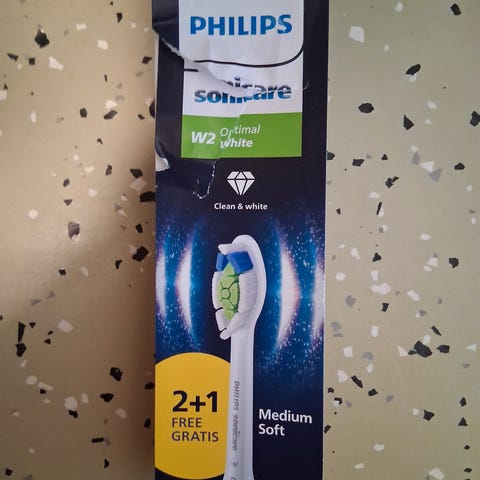 PHILIPS
sonicare
W2 Optimal
White
Clean & white
2+1
FREE
GRATIS
Medium
Soft
PHILIPS sonicare